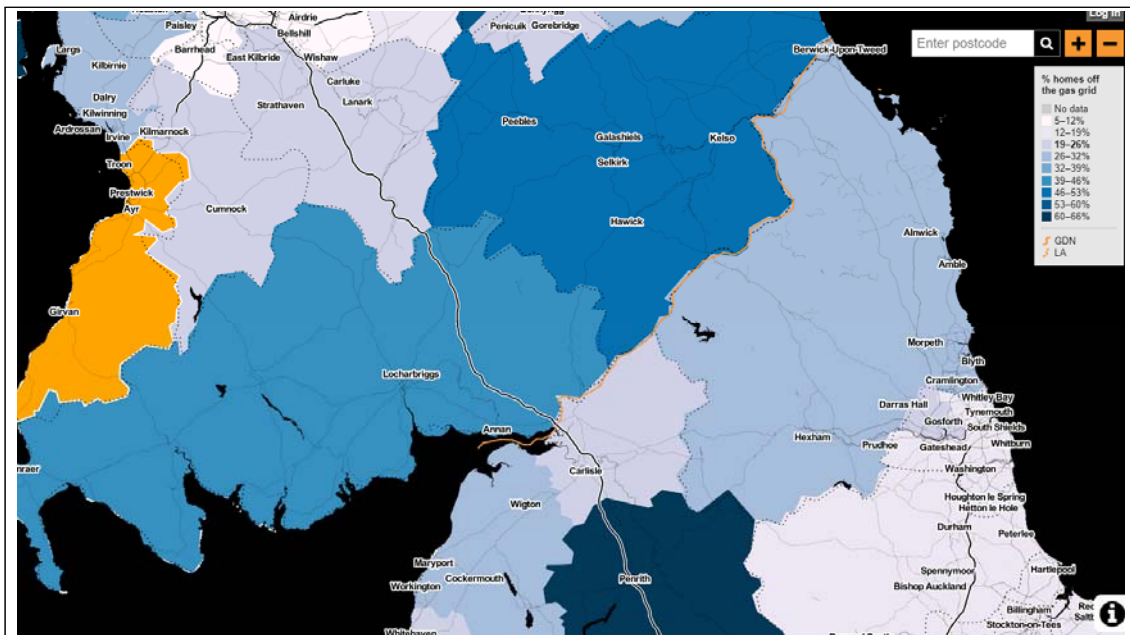 Airdrie
Paisley
Bellshill
Penicuik
Gorebridge
Log In
Barrhead
East Kilbride
Wishaw
Largs
Kilbirnie
Berwick-Upon-Tweed
Enter postcode
+
−
% homes off
the gas grid
No data
5–12%
12–19%
19–26%
26–32%
32–39%
39–46%
46–53%
53–60%
60–66%
GDN
LA
Carluke
Dalry
Strathaven
Lanark
Kilwinning
Ardrossan
Kilmarnock
Irvine
Peebles
Galashiels
Kelso
Selkirk
Troon
Prestwick
Ayr
Cumnock
Hawick
Alnwick
Amble
Girvan
Morpeth
Blyth
Cramlington
Locharbriggs
Darras Hall
Whitley Bay
Tynemouth
Gosforth
South Shields
Annan
Hexham
Prudhoe
Gateshead
Whitburn
Carlisle
Washington
Wigton
Houghton le Spring
Hetton le Hole
Durham
Peterlee
Maryport
Workington
Cockermouth
Penrith
Spennymoor
Bishop Auckland
Hartlepool
Billingham
Stockton-on-Tees
Whitehaven